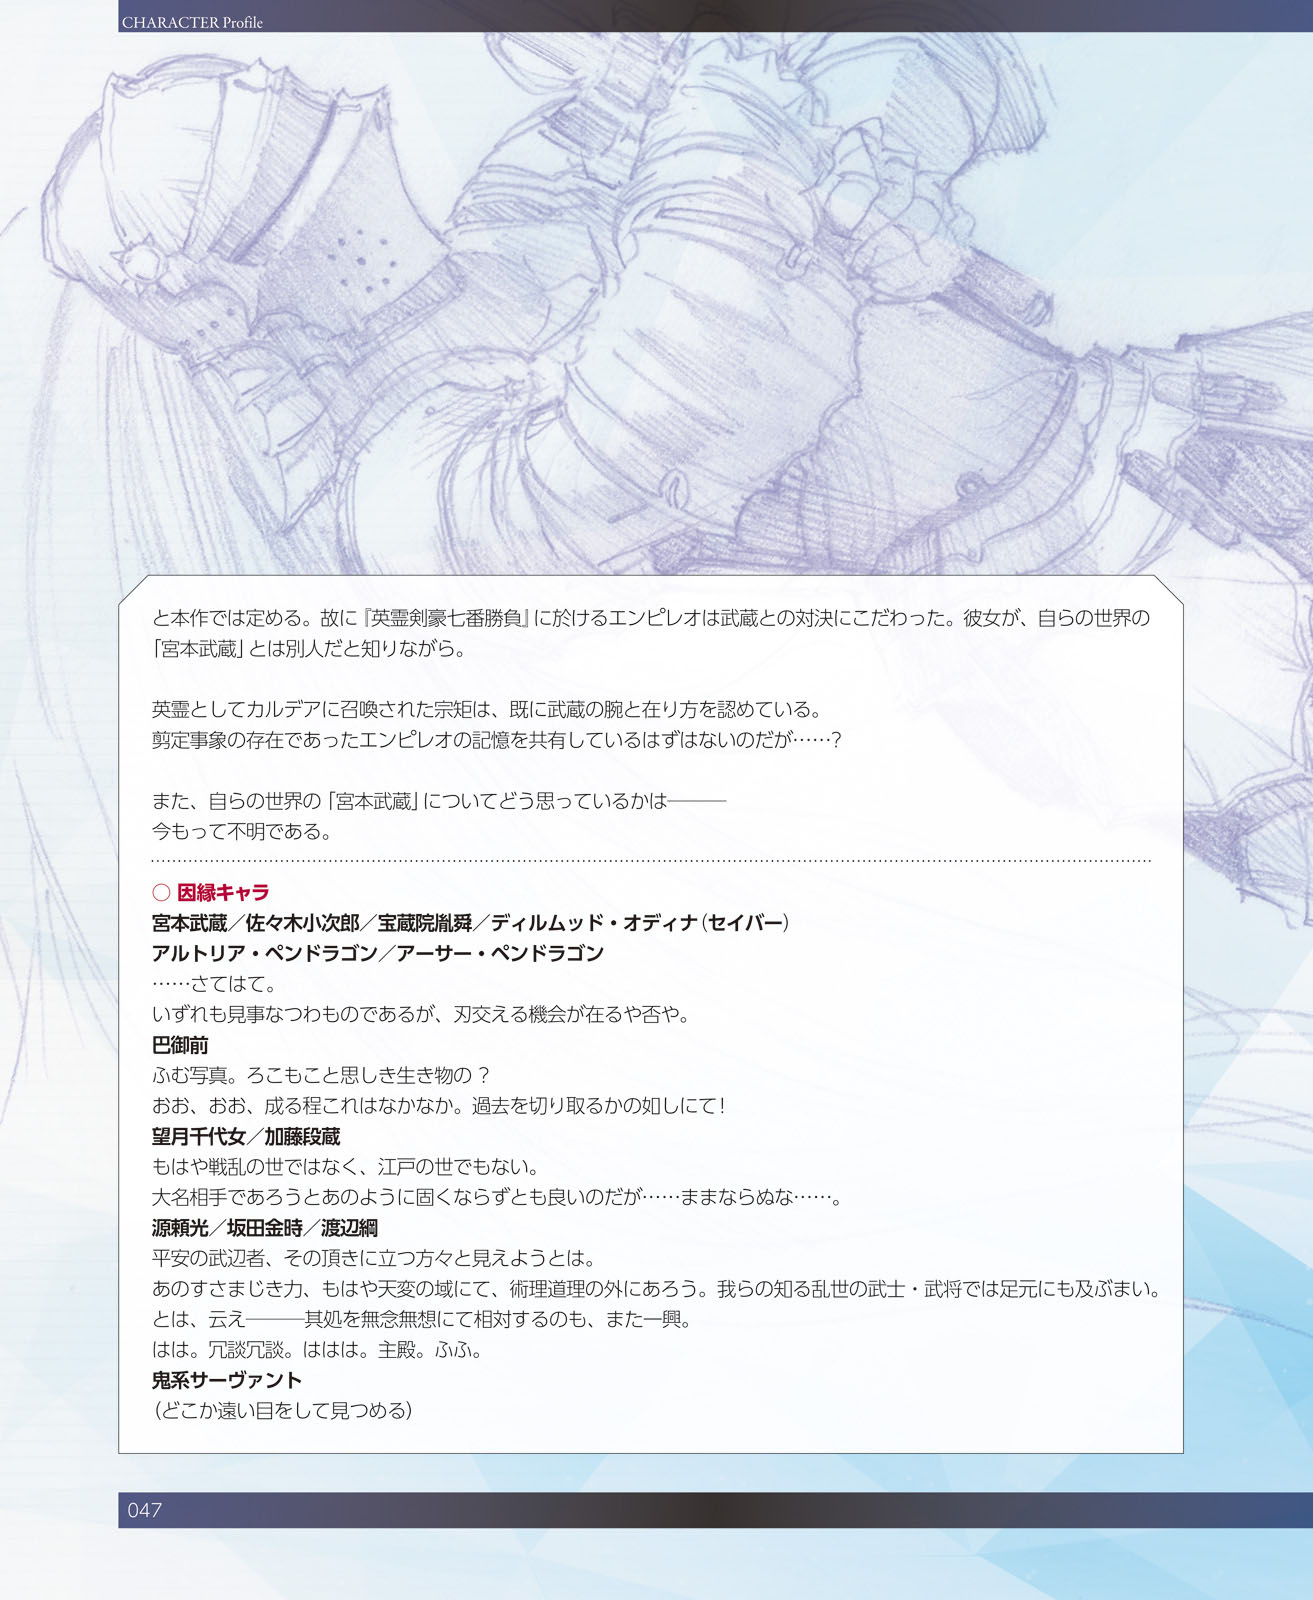 CHARACTER Profile
と本作では定める。故に『英霊剣豪七番勝負』に於けるエンピレオは武蔵との対決にこだわった。彼女が、自らの世界の
「宮本武蔵」とは別人だと知りながら。
英霊としてカルデアに召喚された宗矩は、既に武蔵の腕と在り方を認めている。
剪定事象の存在であったエンピレオの記憶を共有しているはずはないのだが……?
また、自らの世界の「宮本武蔵」についてどう思っているかは———
今もって不明である。
○ 因縁キャラ
宮本武蔵／佐々木小次郎／宝蔵院胤舜／ディルムッド・オディナ(セイバー)
アルトリア・ペンドラゴン／アーサー・ペンドラゴン
……さてはて。
いずれも見事なつわものであるが、刃交える機会が在るや否や。
巴御前
ふむ写真。ろこもこと思しき生き物の？
おお、おお、成る程これはなかなか。過去を切り取るかの如しにて!
望月千代女／加藤段蔵
もはや戦乱の世ではなく、江戸の世でもない。
大名相手であろうとあのように固くならずとも良いのだが……ままならぬな……。
源頼光／坂田金時／渡辺綱
平安の武辺者、その頂きに立つ方々と見えようとは。
あのすさまじき力、もはや天変の域にて、術理道理の外にあろう。我らの知る乱世の武士・武将では足元にも及ぶまい。
とは、云え———其処を無念無想にて相対するのも、また一興。
はは。冗談冗談。ははは。主殿。ふふ。
鬼系サーヴァント
(どこか遠い目をして見つめる)
047